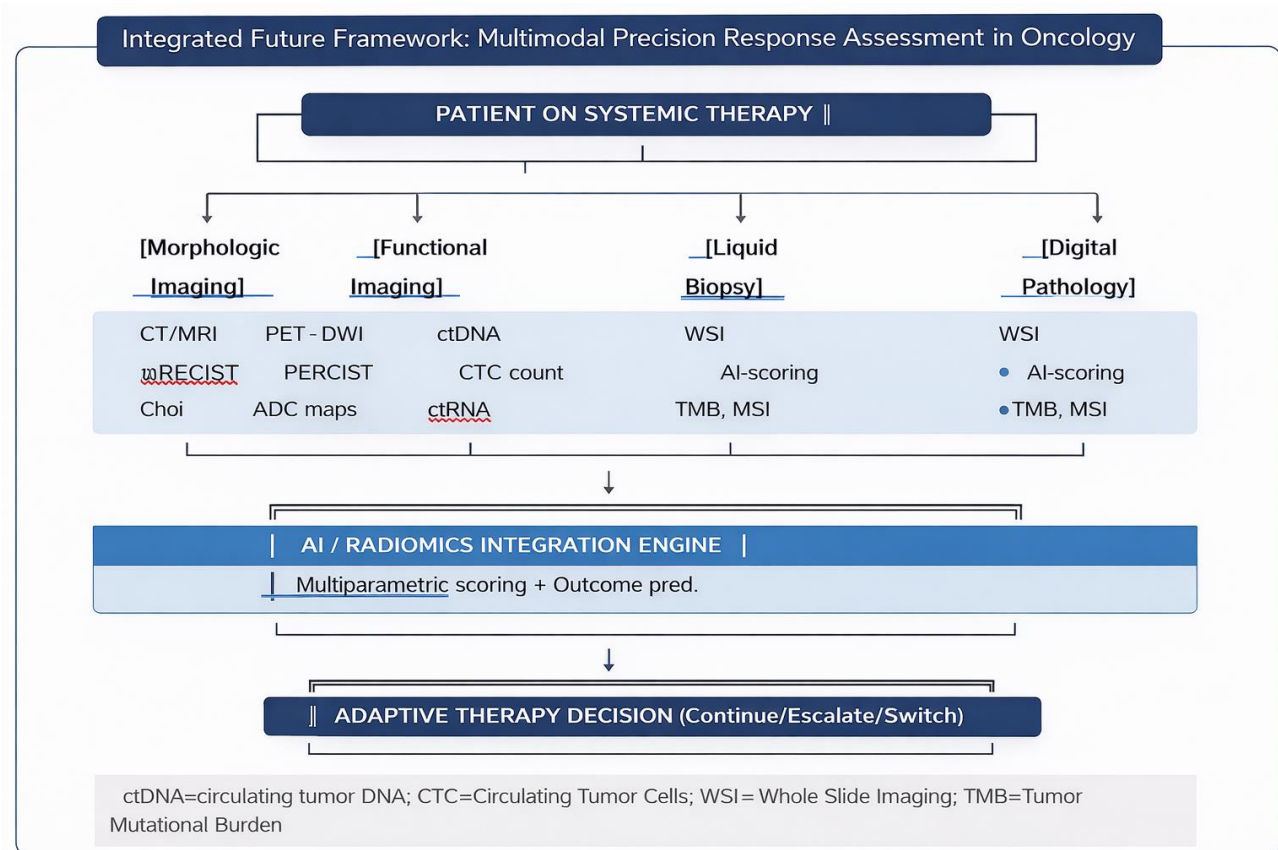 Integrated Future Framework: Multimodal Precision Response Assessment in Oncology
PATIENT ON SYSTEMIC THERAPY ‖
[Morphologic [Functional [Liquid [Digital
Imaging] Imaging] Biopsy] Pathology]
CT/MRI PET-DWI ctDNA WSI WSI
wRECIST PERCIST CTC count AI-scoring • AI-scoring
Choi ADC maps ctRNA TMB, MSI • TMB, MSI
| AI / RADIOMICS INTEGRATION ENGINE |
| Multiparametric scoring + Outcome pred.
‖ ADAPTIVE THERAPY DECISION (Continue/Escalate/Switch)
ctDNA=circulating tumor DNA; CTC=Circulating Tumor Cells; WSI=Whole Slide Imaging; TMB=Tumor
Mutational Burden